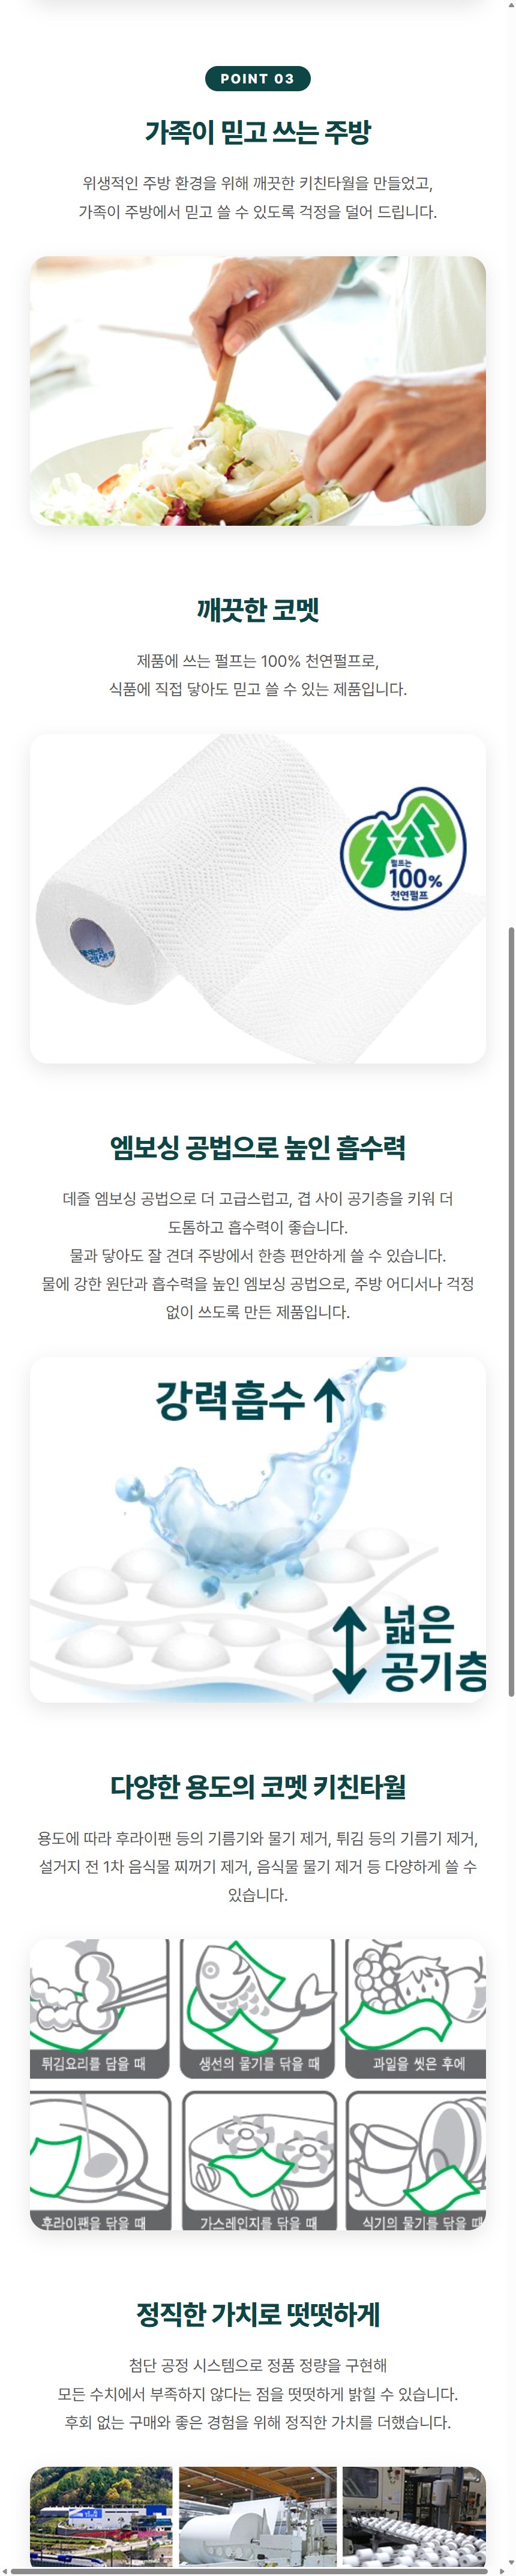 POINT 03
가족이 믿고 쓰는 주방
위생적인 주방 환경을 위해 깨끗한 키친타월을 만들었고,
가족이 주방에서 믿고 쓸 수 있도록 걱정을 덜어 드립니다.
깨끗한 코멧
제품에 쓰는 펄프는 100% 천연펄프로,
식품에 직접 닿아도 믿고 쓸 수 있는 제품입니다.
펄프는
100%
천연펄프
엠보싱 공법으로 높인 흡수력
데즐 엠보싱 공법으로 더 고급스럽고, 겹 사이 공기층을 키워 더
도톰하고 흡수력이 좋습니다.
물과 닿아도 잘 견뎌 주방에서 한층 편안하게 쓸 수 있습니다.
물에 강한 원단과 흡수력을 높인 엠보싱 공법으로, 주방 어디서나 걱정
없이 쓰도록 만든 제품입니다.
강력흡수↑
넓은
공기층
다양한 용도의 코멧 키친타월
용도에 따라 후라이팬 등의 기름기와 물기 제거, 튀김 등의 기름기 제거,
설거지 전 1차 음식물 찌꺼기 제거, 음식물 물기 제거 등 다양하게 쓸 수
있습니다.
튀김요리를 담을 때
생선의 물기를 닦을 때
과일을 씻은 후에
후라이팬을 닦을 때
가스레인지를 닦을 때
식기의 물기를 닦을 때
정직한 가치로 떳떳하게
첨단 공정 시스템으로 정품 정량을 구현해
모든 수치에서 부족하지 않다는 점을 떳떳하게 밝힐 수 있습니다.
후회 없는 구매와 좋은 경험을 위해 정직한 가치를 더했습니다.